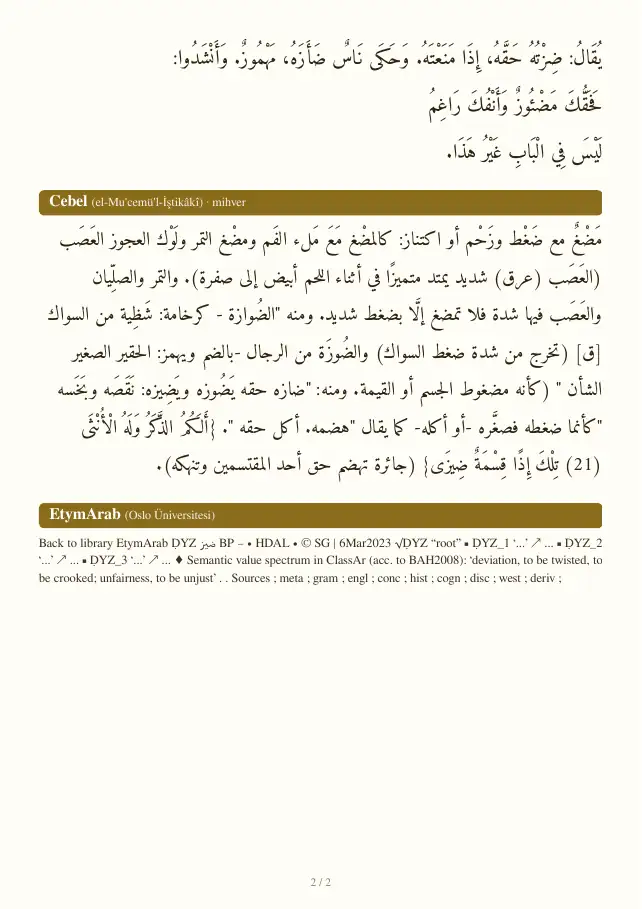 يُقَالُ: ضِزْتُهُ حَقَّهُ، إِذَا مَنَعْتَهُ. وَحَكَى نَاسٌ ضَأَزَهُ، مَهْمُوزٌ. وَأَنْشَدُوا:
فَحَقُّكَ مَضْئُوزٌ وَأَنْفُكَ رَاغِمُ
لَيْسَ فِي الْبَابِ غَيْرُ هَذَا.
Cebel (el-Mu'cemü'l-İştikâkî) · mihver
مَضْغٌ مع ضَغْط وزَحْم أو اكتناز: كالمضْغ مَعَ مَلء الفَم ومضْغ التمر ولَوْك العجوز العَصَب
(العَصَب (عرق) شديد يمتد متميزًا في أثناء اللحم أبيض إلى صفرة). والتمر والصلِّيان
والعَصَب فيها شدة فلا تمضغ إلَّا بضغط شديد. ومنه "الضُوازة - كرخامة: شَظِية من السواك
[ق] (تخرج من شدة ضغط السواك) والضُوزَة من الرجال -بالضم ويهمز: الحقير الصغير
الشأن " (كأنه مضغوط الجسم أو القيمة. ومنه: "ضازه حقه يَضُوزه ويَضِيزه: نَقَصَه وبَخَسه
"كأنما ضغطه فصغَّره -أو أكله- كما يقال "هضمه. أكل حقه ". {أَلَكُمُ الذَّكَرُ وَلَهُ الْأُنْثَى
(21) تِلْكَ إِذًا قِسْمَةٌ ضِيزَى} (جائرة تهضم حق أحد المقتسمين وتنهكه).
EtymArab (Oslo Üniversitesi)
Back to library EtymArab ḌYZ ضيز BP – ▪ HDAL ▪ © SG | 6Mar2023 √ḌYZ “root” ▪ ḌYZ_1 ‘...’ ↗ ... ▪ ḌYZ_2
‘...’ ↗ ... ▪ ḌYZ_3 ‘...’ ↗ ... ♦ Semantic value spectrum in ClassAr (acc. to BAH2008): ‘deviation, to be twisted, to
be crooked; unfairness, to be unjust’ . . Sources ; meta ; gram ; engl ; conc ; hist ; cogn ; disc ; west ; deriv ;
2 / 2